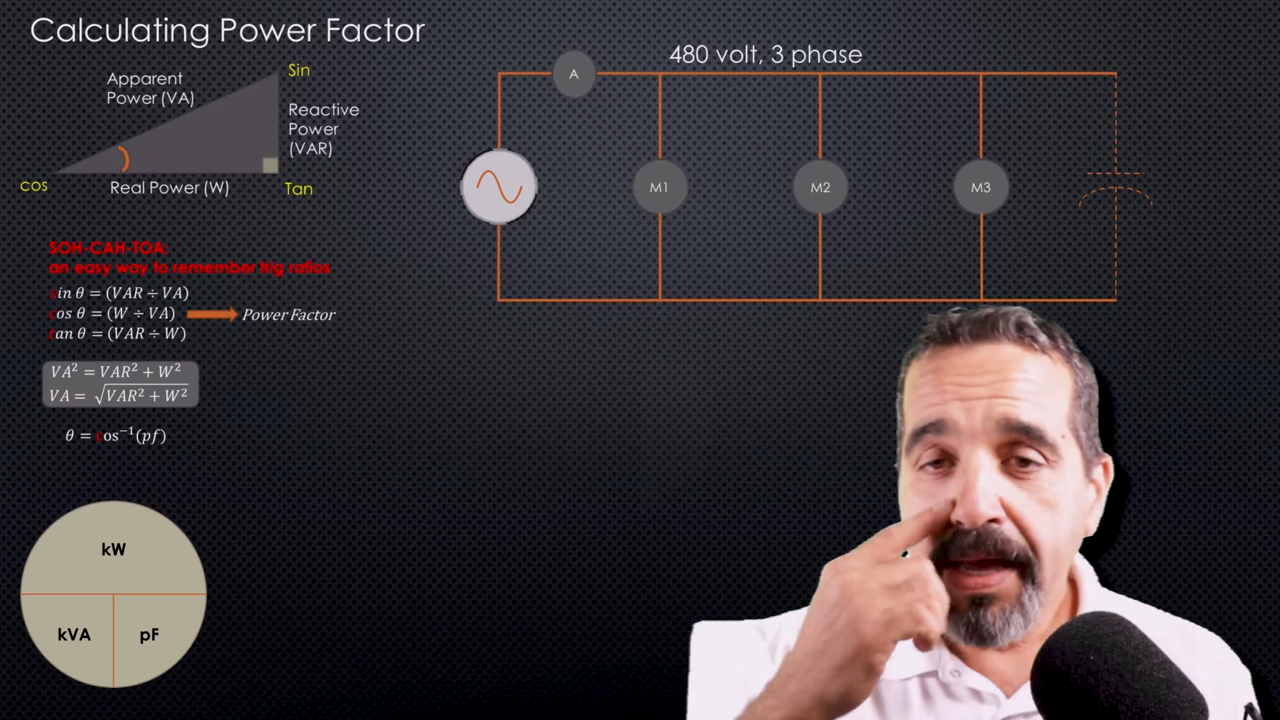 Calculating Power Factor
Apparent
Power (VA)
Sin
Reactive
Power
(VAR)
cos
Real Power (W)
Tan
SOH-CAH-TOA:
an easy way to remember trig ratios
sin θ = (VAR ÷ VA)
cos θ = (W ÷ VA)
Power Factor
tan θ = (VAR ÷ W)
VA² = VAR² + W²
VA = √VAR² + W²
θ = cos⁻¹(pf)
kW
kVA
pF
480 volt, 3 phase
A
M1
M2
M3